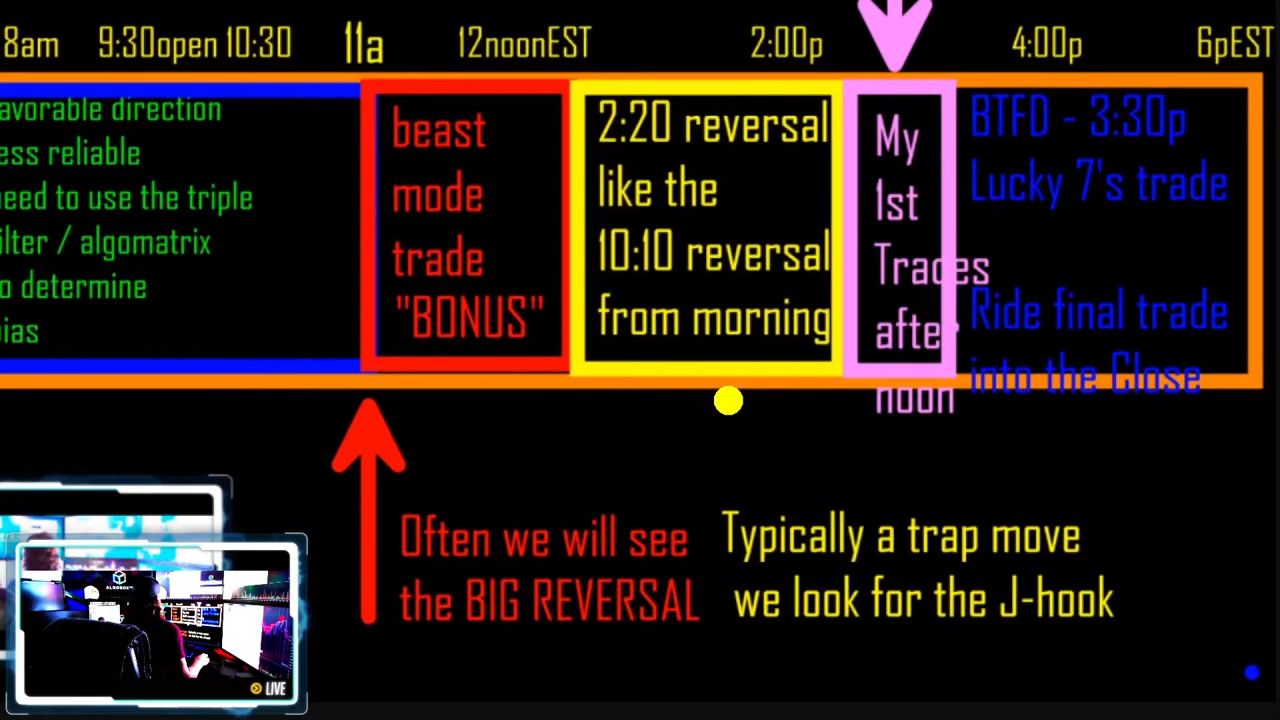 8am 9:30open 10:30 11a 12noonEST 2:00p 4:00p 6pEST
avorable direction
ess reliable
need to use the triple
ilter / algomatrix
o determine
ias
beast
mode
trade
"BONUS"
2:20 reversal
like the
10:10 reversal
from morning
My
1st
Trades
after
noon
BTFD - 3:30p
Lucky 7's trade
Ride final trade
into the Close
Often we will see
the BIG REVERSAL
Typically a trap move
we look for the J-hook
ALGOBOX
LIVE